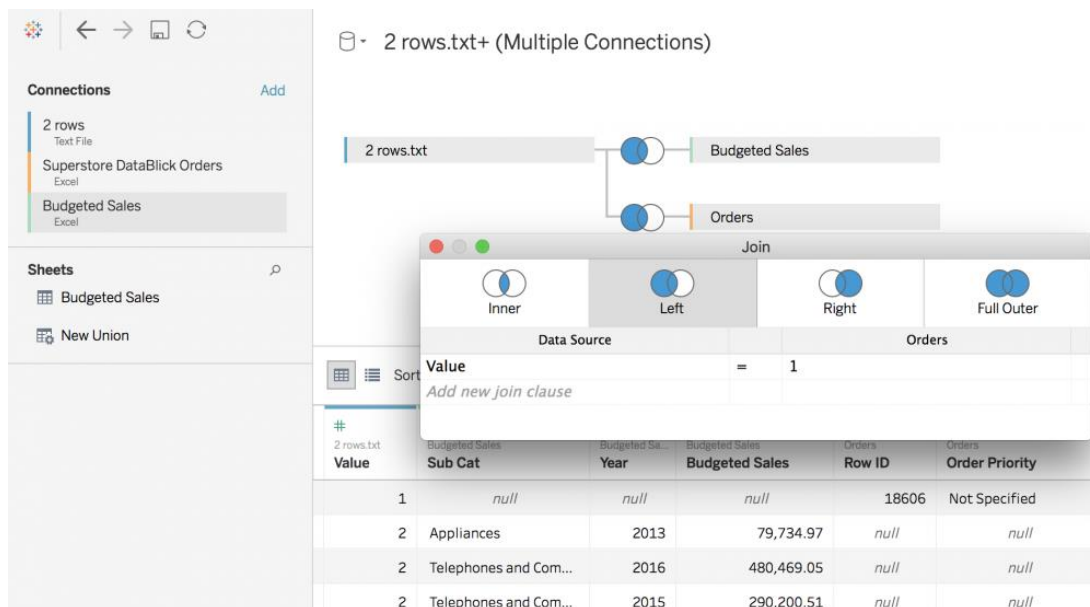 2 rows.txt+ (Multiple Connections)
Connections
Add
2 rows
Text File
Superstore DataBlick Orders
Excel
Budgeted Sales
Excel
Sheets
Budgeted Sales
New Union
2 rows.txt
Budgeted Sales
Orders
Join
Inner Left Right Full Outer
Data Source Orders
Value = 1
Add new join clause
Sort
# 
2 rows.txt Budgeted Sales Budgeted Sa... Budgeted Sales Orders Orders
Value Sub Cat Year Budgeted Sales Row ID Order Priority
1 null null null 18606 Not Specified
2 Appliances 2013 79,734.97 null null
2 Telephones and Com... 2016 480,469.05 null null
2 Telephones and Com... 2015 290,200.51 null null